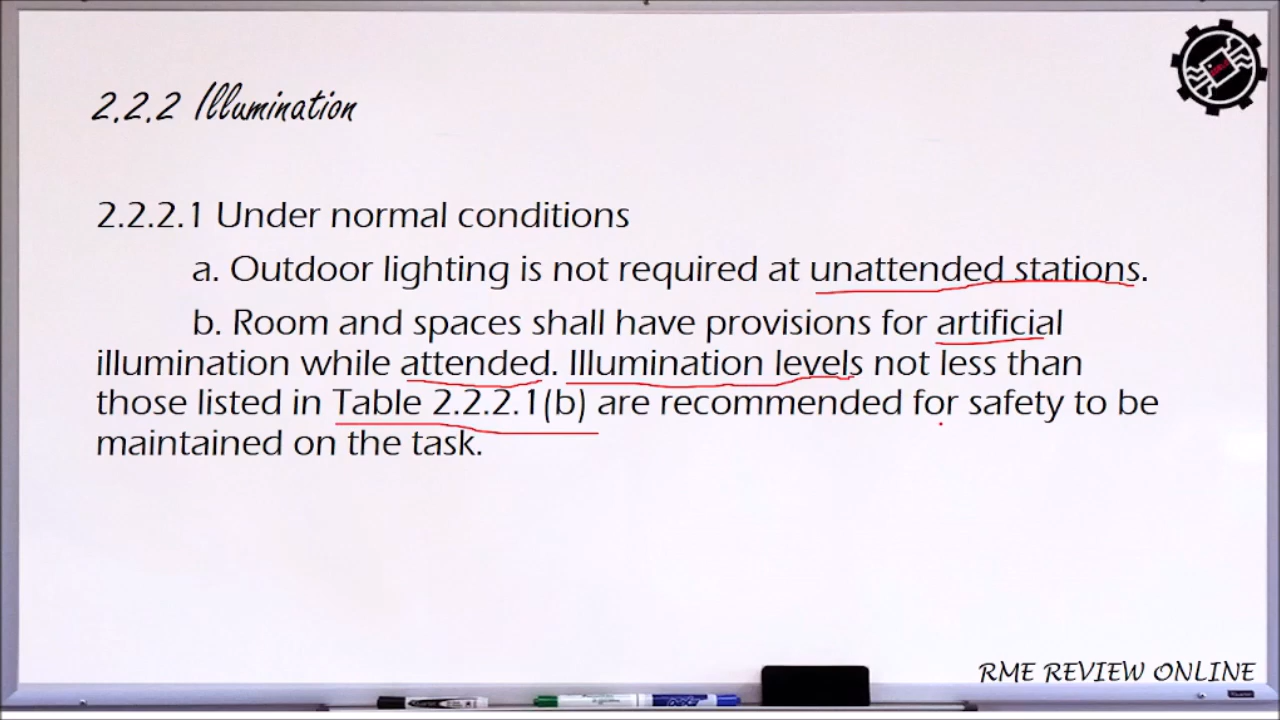 2.2.2 Illumination
2.2.2.1 Under normal conditions
a. Outdoor lighting is not required at unattended stations.
b. Room and spaces shall have provisions for artificial
illumination while attended. Illumination levels not less than
those listed in Table 2.2.2.1(b) are recommended for safety to be
maintained on the task.
RME REVIEW ONLINE